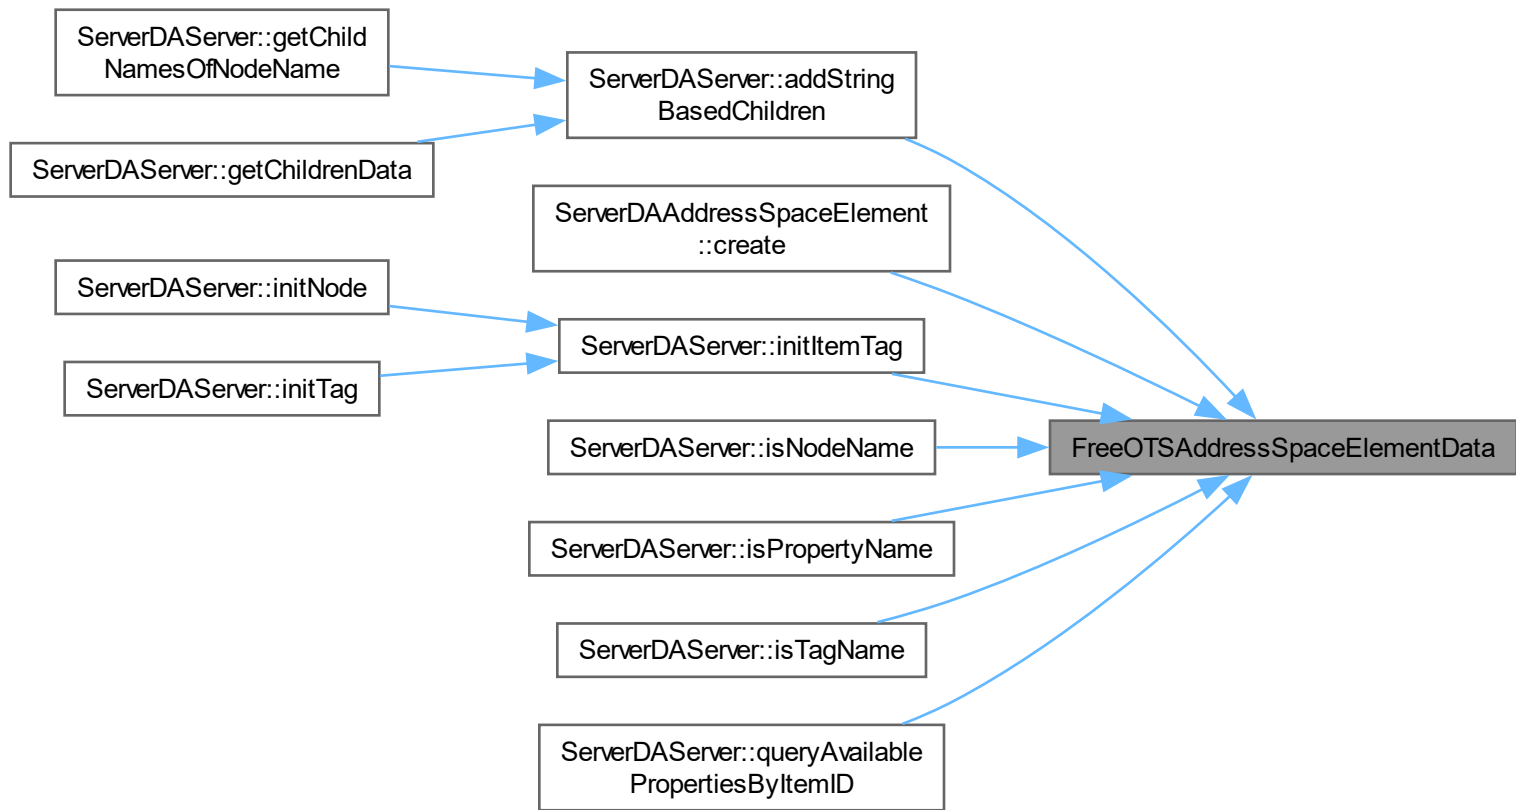 ServerDAServer::getChild
NamesOfNodeName
ServerDAServer::getChildrenData
ServerDAServer::initNode
ServerDAServer::initTag
ServerDAServer::addString
BasedChildren
ServerDAAddressSpaceElement
::create
ServerDAServer::initItemTag
ServerDAServer::isNodeName
ServerDAServer::isPropertyName
ServerDAServer::isTagName
ServerDAServer::queryAvailable
PropertiesByItemID
FreeOTSAddressSpaceElementData